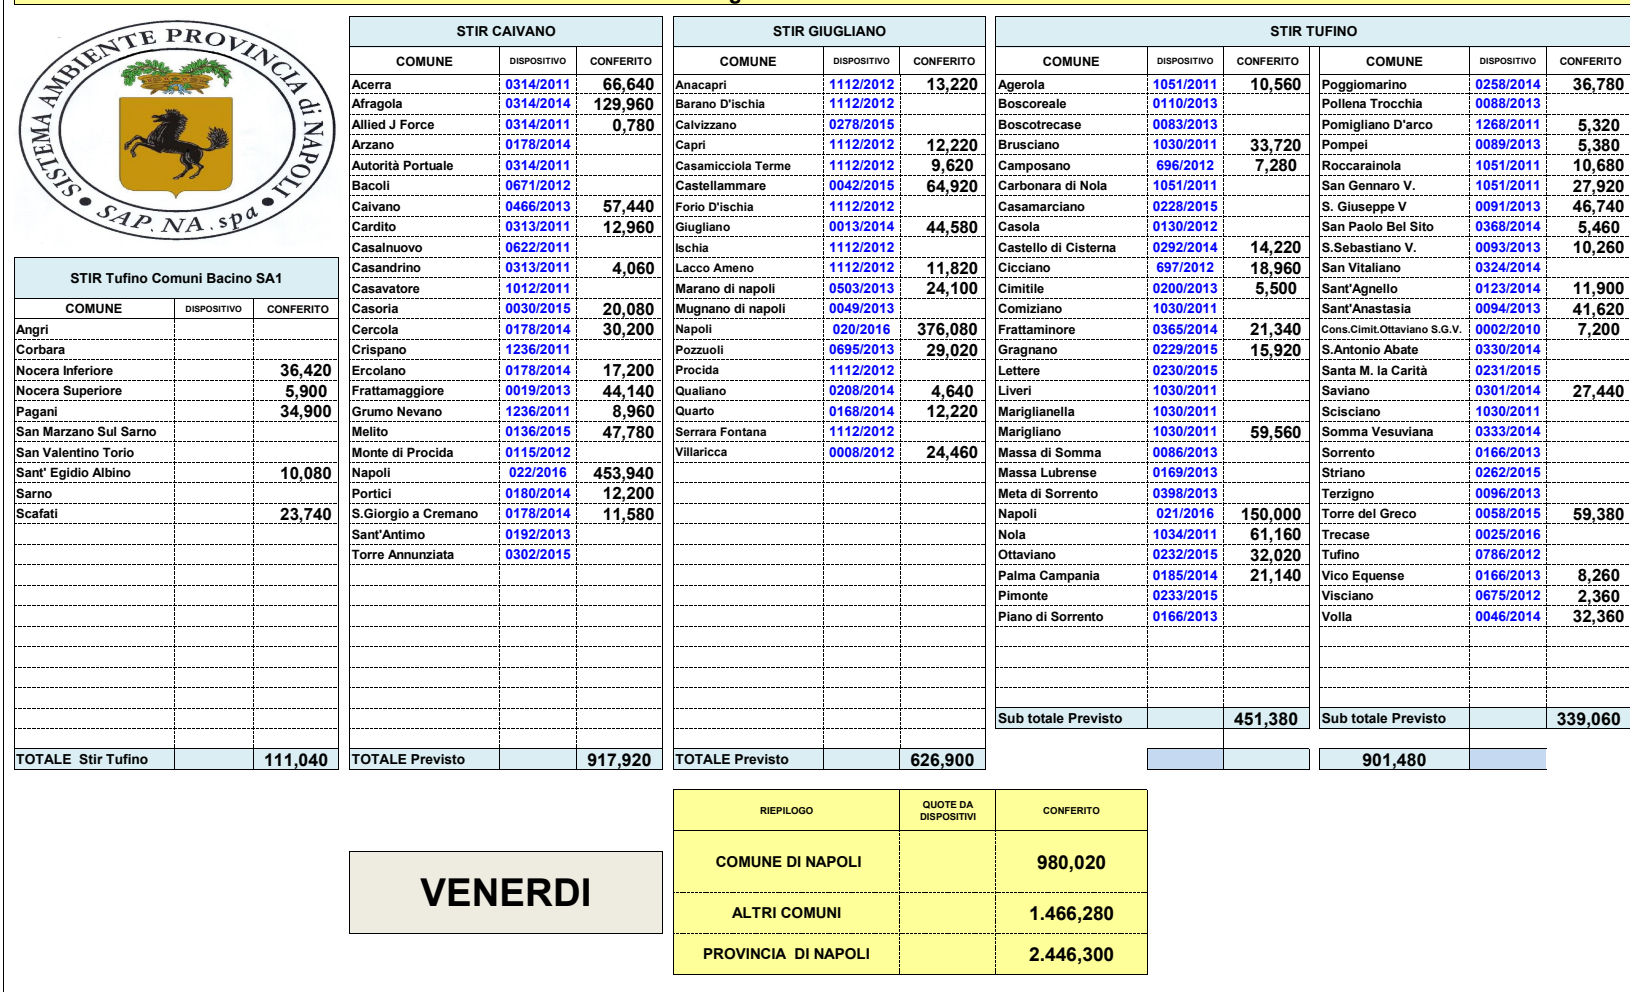 SISTEMA AMBIENTE PROVINCIA di NAPOLI
SAP. NA. spa
STIR Tufino Comuni Bacino SA1
COMUNE DISPOSITIVO CONFERITO
Angri
Corbara
Nocera Inferiore 36,420
Nocera Superiore 5,900
Pagani 34,900
San Marzano Sul Sarno
San Valentino Torio
Sant' Egidio Albino 10,080
Sarno
Scafati 23,740
TOTALE Stir Tufino 111,040
STIR CAIVANO
COMUNE DISPOSITIVO CONFERITO
Acerra 0314/2011 66,640
Afragola 0314/2014 129,960
Allied J Force 0314/2011 0,780
Arzano 0178/2014
Autorità Portuale 0314/2011
Bacoli 0671/2012
Caivano 0466/2013 57,440
Cardito 0313/2011 12,960
Casalnuovo 0622/2011
Casandrino 0313/2011 4,060
Casavatore 1012/2011
Casoria 0030/2015 20,080
Cercola 0178/2014 30,200
Crispano 1236/2011
Ercolano 0178/2014 17,200
Frattamaggiore 0019/2013 44,140
Grumo Nevano 1236/2011 8,960
Melito 0136/2015 47,780
Monte di Procida 0115/2012
Napoli 022/2016 453,940
Portici 0180/2014 12,200
S.Giorgio a Cremano 0178/2014 11,580
Sant'Antimo 0192/2013
Torre Annunziata 0302/2015
TOTALE Previsto 917,920
STIR GIUGLIANO
COMUNE DISPOSITIVO CONFERITO
Anacapri 1112/2012 13,220
Barano D'ischia 1112/2012
Calvizzano 0278/2015
Capri 1112/2012 12,220
Casamicciola Terme 1112/2012 9,620
Castellammare 0042/2015 64,920
Forio D'ischia 1112/2012
Giugliano 0013/2014 44,580
Ischia 1112/2012
Lacco Ameno 1112/2012 11,820
Marano di napoli 0503/2013 24,100
Mugnano di napoli 0049/2013
Napoli 020/2016 376,080
Pozzuoli 0695/2013 29,020
Procida 1112/2012
Qualiano 0208/2014 4,640
Quarto 0168/2014 12,220
Serrara Fontana 1112/2012
Villaricca 0008/2012 24,460
TOTALE Previsto 626,900
STIR TUFINO
COMUNE DISPOSITIVO CONFERITO
Agerola 1051/2011 10,560
Boscoreale 0110/2013
Boscotrecase 0083/2013
Brusciano 1030/2011 33,720
Camposano 696/2012 7,280
Carbonara di Nola 1051/2011
Casamarciano 0228/2015
Casola 0130/2012
Castello di Cisterna 0292/2014 14,220
Cicciano 697/2012 18,960
Cimitile 0200/2013 5,500
Comiziano 1030/2011
Frattaminore 0365/2014 21,340
Gragnano 0229/2015 15,920
Lettere 0230/2015
Liveri 1030/2011
Mariglianella 1030/2011
Marigliano 1030/2011 59,560
Massa di Somma 0086/2013
Massa Lubrense 0169/2013
Meta di Sorrento 0398/2013
Napoli 021/2016 150,000
Nola 1034/2011 61,160
Ottaviano 0232/2015 32,020
Palma Campania 0185/2014 21,140
Pimonte 0233/2015
Piano di Sorrento 0166/2013
Sub totale Previsto 451,380
COMUNE DISPOSITIVO CONFERITO
Poggiomarino 0258/2014 36,780
Pollena Trocchia 0088/2013
Pomigliano D'arco 1268/2011 5,320
Pompei 0089/2013 5,380
Roccarainola 1051/2011 10,680
San Gennaro V. 1051/2011 27,920
S. Giuseppe V 0091/2013 46,740
San Paolo Bel Sito 0368/2014 5,460
S.Sebastiano V. 0093/2013 10,260
San Vitaliano 0324/2014
Sant'Agnello 0123/2014 11,900
Sant'Anastasia 0094/2013 41,620
Cons.Cimit.Ottaviano S.G.V. 0002/2010 7,200
S.Antonio Abate 0330/2014
Santa M. la Carità 0231/2015
Saviano 0301/2014 27,440
Scisciano 1030/2011
Somma Vesuviana 0333/2014
Sorrento 0166/2013
Striano 0262/2015
Terzigno 0096/2013
Torre del Greco 0058/2015 59,380
Trecase 0025/2016
Tufino 0786/2012
Vico Equense 0166/2013 8,260
Visciano 0675/2012 2,360
Volla 0046/2014 32,360
Sub totale Previsto 339,060
901,480
VENERDI
RIEPILOGO QUOTE DA DISPOSITIVI CONFERITO
COMUNE DI NAPOLI 980,020
ALTRI COMUNI 1.466,280
PROVINCIA DI NAPOLI 2.446,300